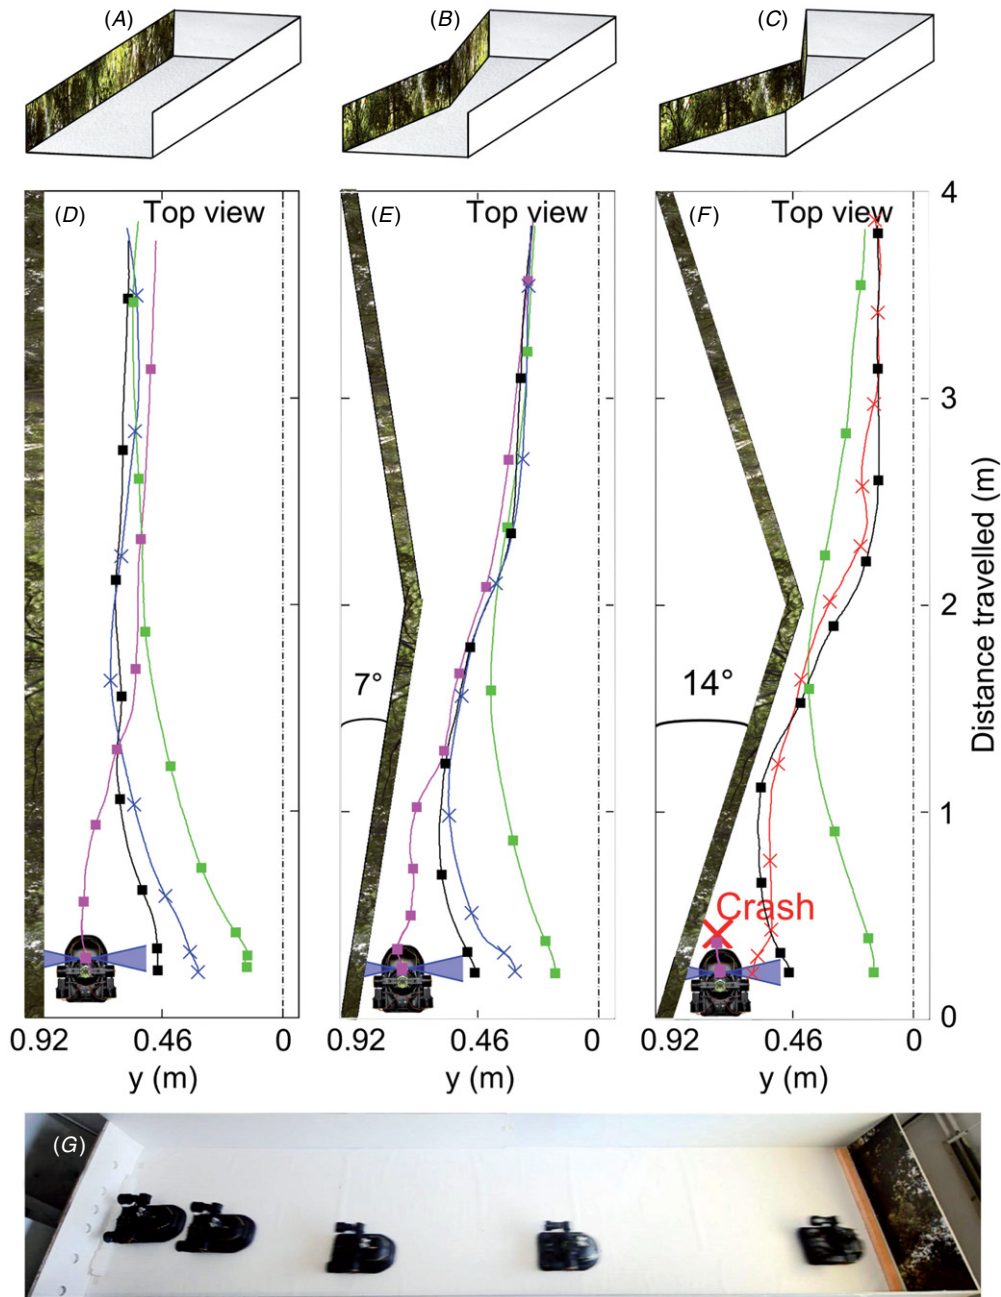 (A)
(B)
(C)
(D) Top view
(E) Top view
(F) Top view
4
3
2
1
0
Distance travelled (m)
7°
14°
Crash
0.92 0.46 0
0.92 0.46 0
0.92 0.46 0
y (m)
y (m)
y (m)
(G)